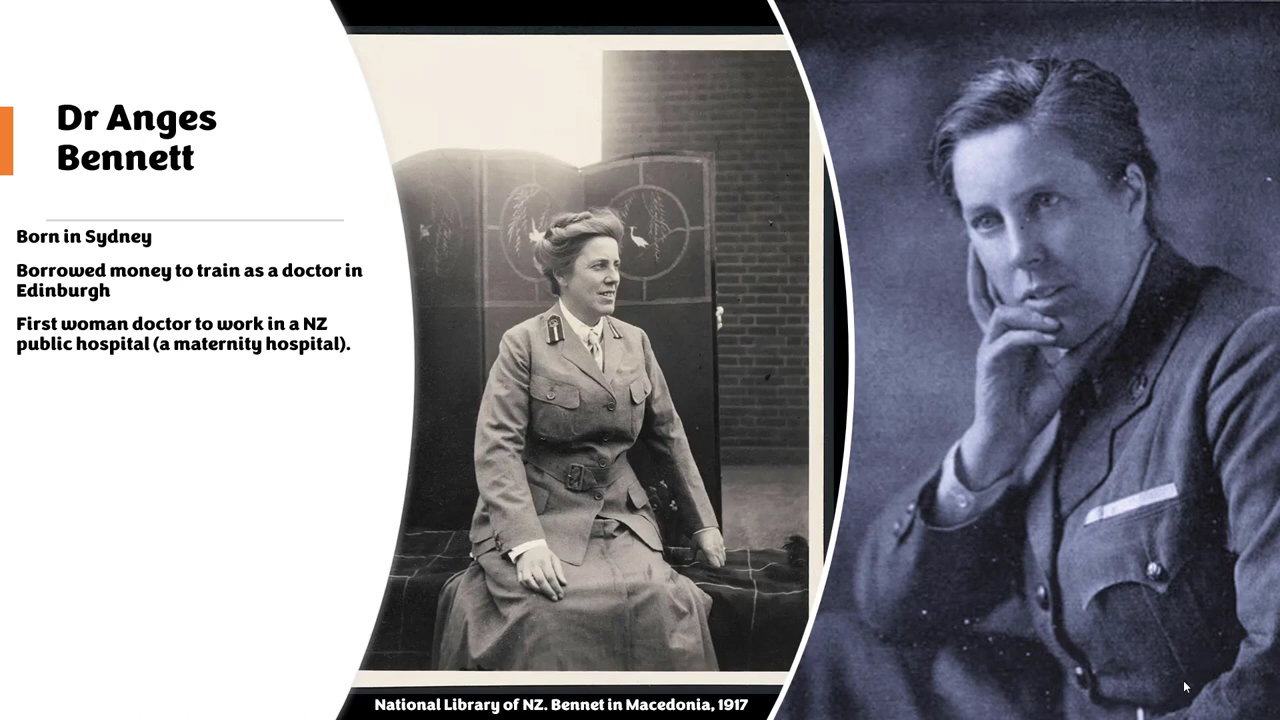 Dr Anges
Bennett
Born in Sydney
Borrowed money to train as a doctor in
Edinburgh
First woman doctor to work in a NZ
public hospital (a maternity hospital).
National Library of NZ. Bennet in Macedonia, 1917